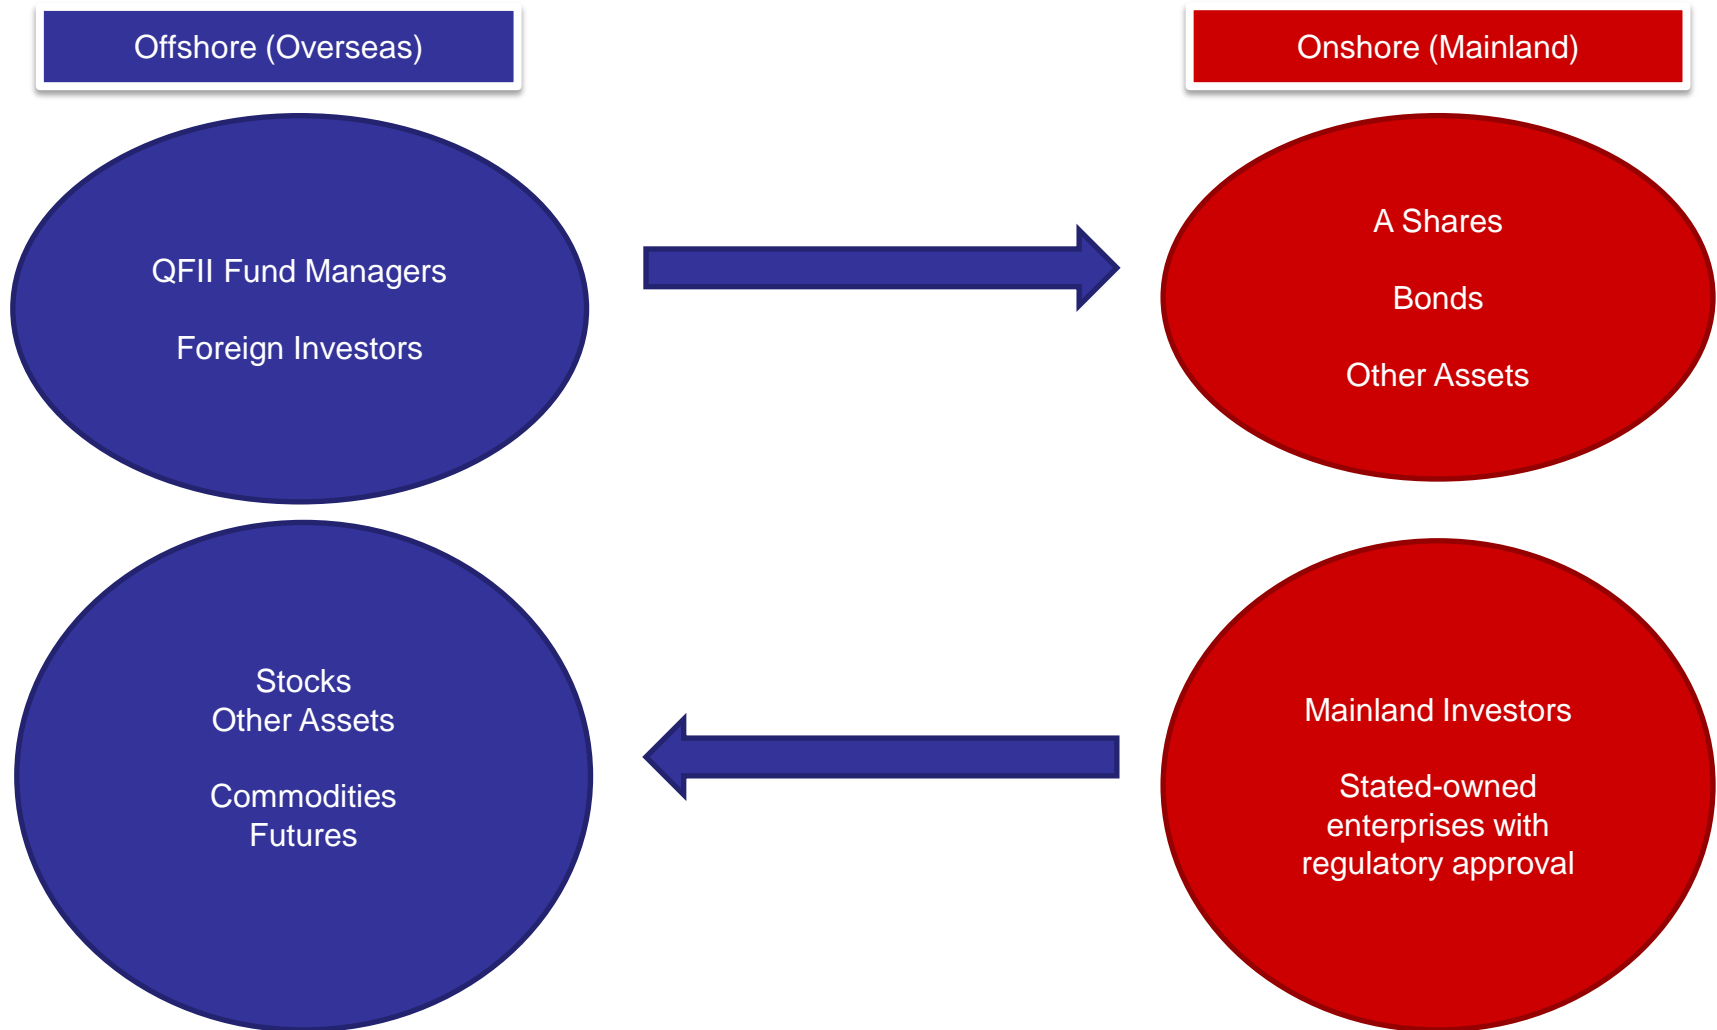 Offshore (Overseas)
Onshore (Mainland)
QFII Fund Managers
Foreign Investors
A Shares
Bonds
Other Assets
Stocks
Other Assets
Commodities
Futures
Mainland Investors
Stated-owned
enterprises with
regulatory approval